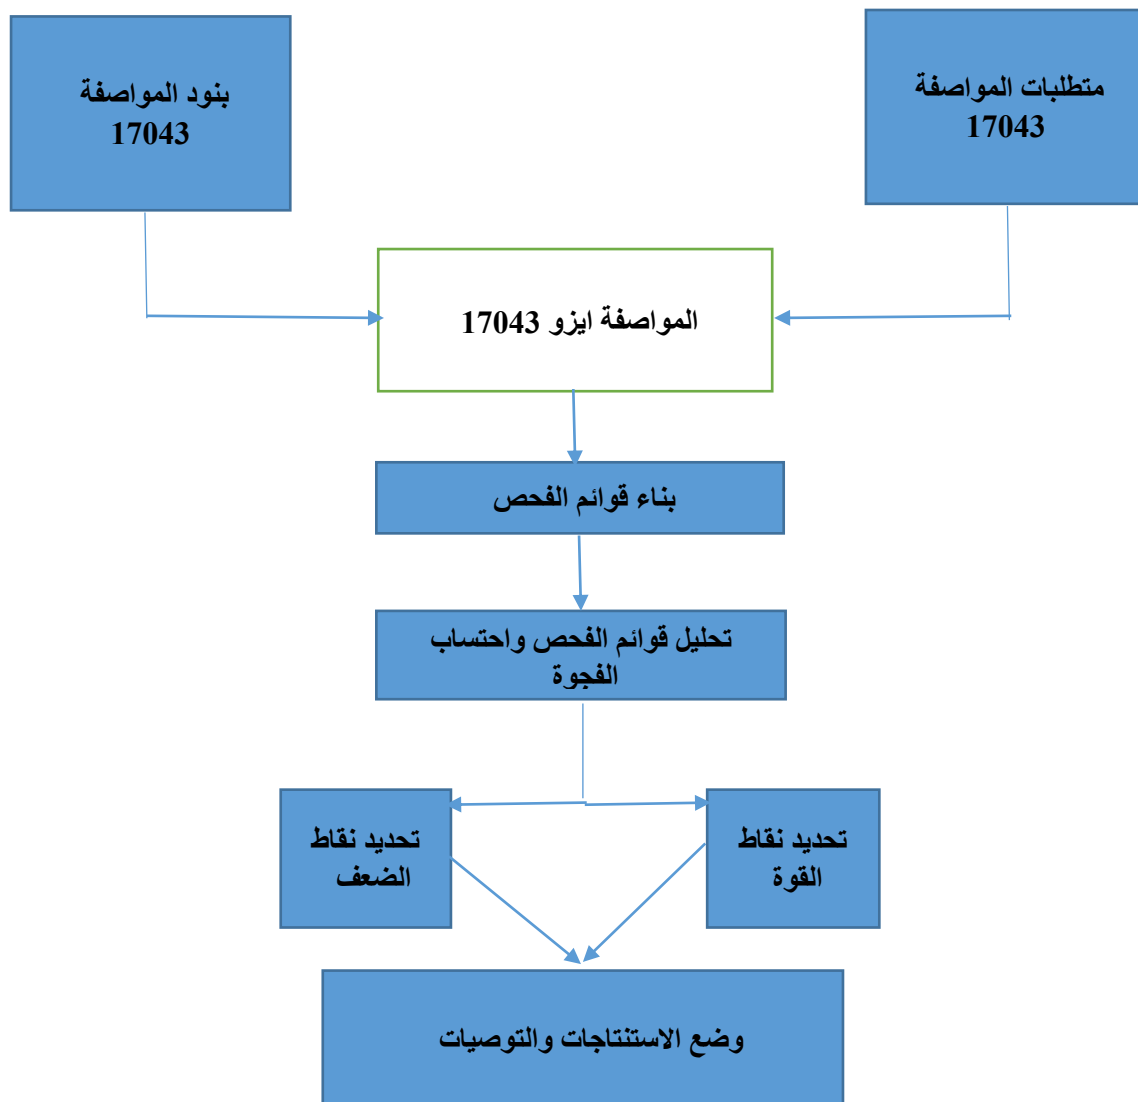 متطلبات المواصفة
17043
بنود المواصفة
17043
المواصفة ايزو 17043
بناء قوائم الفحص
تحليل قوائم الفحص واحتساب
الفجوة
تحديد نقاط
القوة
تحديد نقاط
الضعف
وضع الاستنتاجات والتوصيات